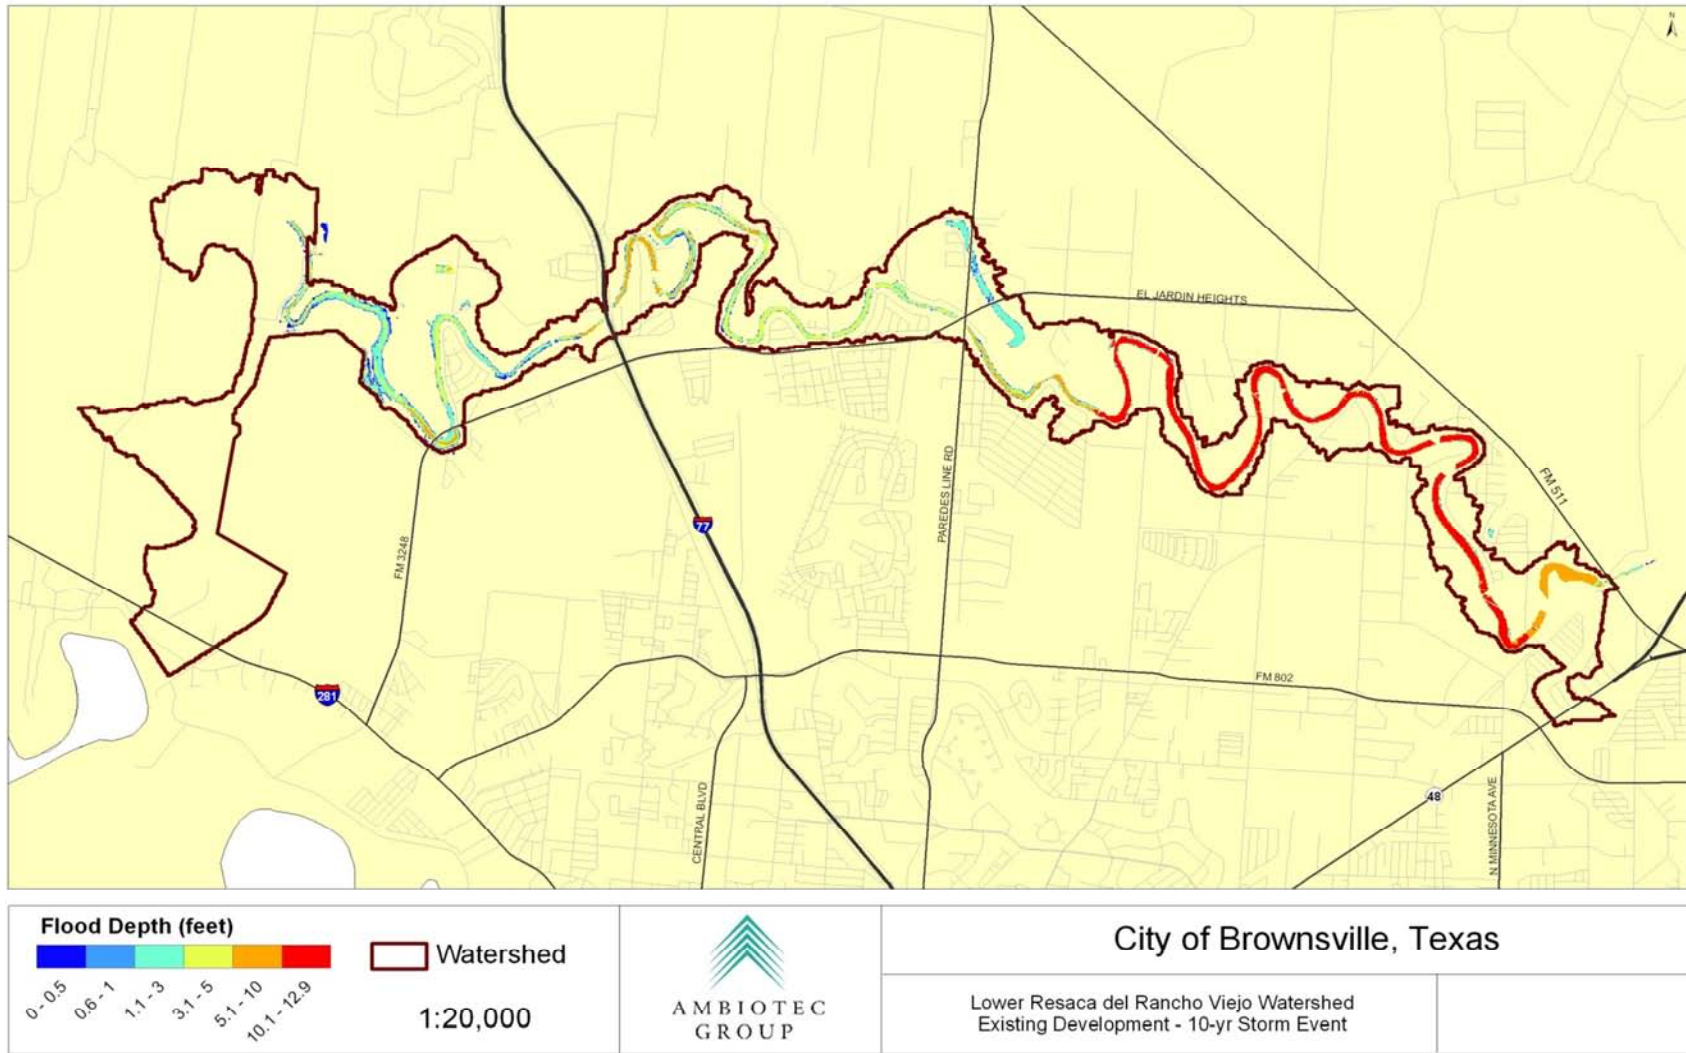 N
EL JARDIN HEIGHTS
PAREDES LINE RD
FM 511
77
FM 3248
281
FM 802
CENTRAL BLVD
48
N MINNESOTA AVE
Flood Depth (feet)
0 - 0.5
0.6 - 1
1.1 - 3
3.1 - 5
5.1 - 10
10.1 - 12.9
Watershed
1:20,000
AMBIOTEC
GROUP
City of Brownsville, Texas
Lower Resaca del Rancho Viejo Watershed
Existing Development - 10-yr Storm Event